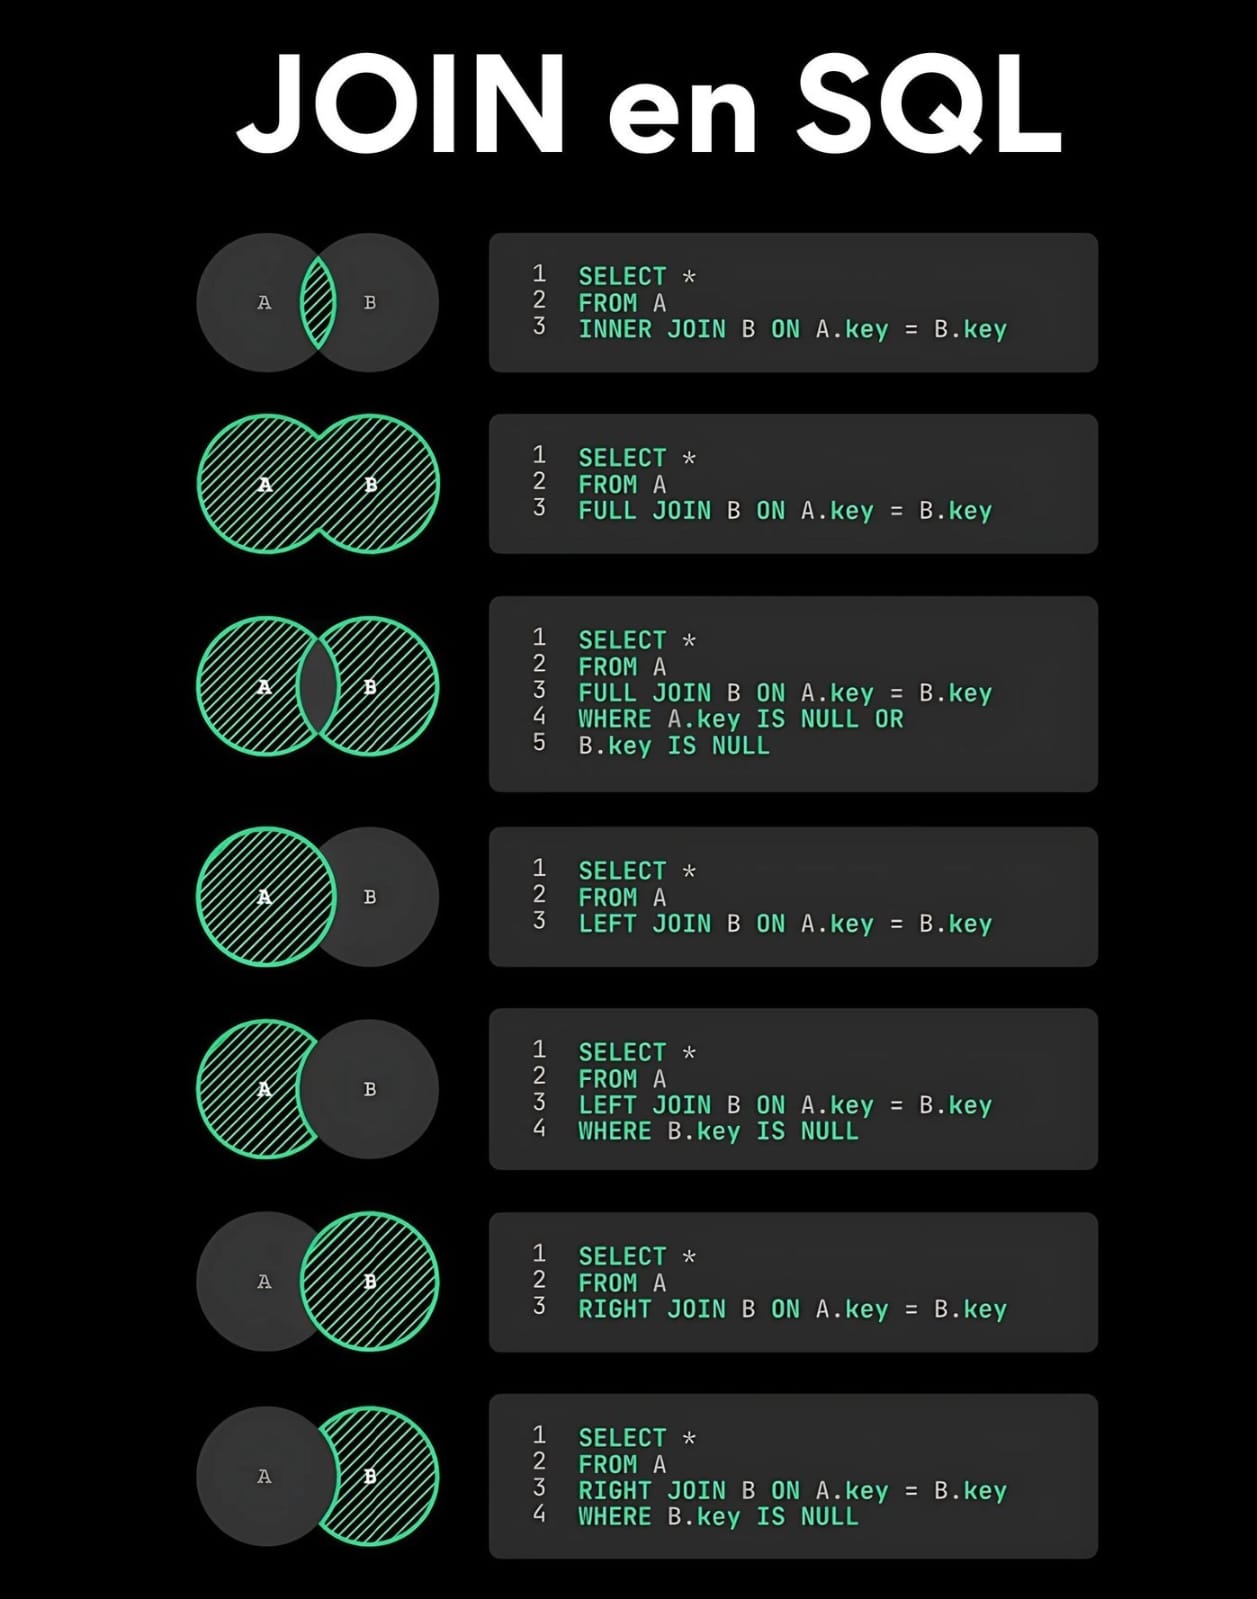 JOIN en SQL
A B
1 SELECT *
2 FROM A
3 INNER JOIN B ON A.key = B.key
A B
1 SELECT *
2 FROM A
3 FULL JOIN B ON A.key = B.key
A B
1 SELECT *
2 FROM A
3 FULL JOIN B ON A.key = B.key
4 WHERE A.key IS NULL OR
5 B.key IS NULL
A B
1 SELECT *
2 FROM A
3 LEFT JOIN B ON A.key = B.key
A B
1 SELECT *
2 FROM A
3 LEFT JOIN B ON A.key = B.key
4 WHERE B.key IS NULL
A B
1 SELECT *
2 FROM A
3 RIGHT JOIN B ON A.key = B.key
A B
1 SELECT *
2 FROM A
3 RIGHT JOIN B ON A.key = B.key
4 WHERE B.key IS NULL